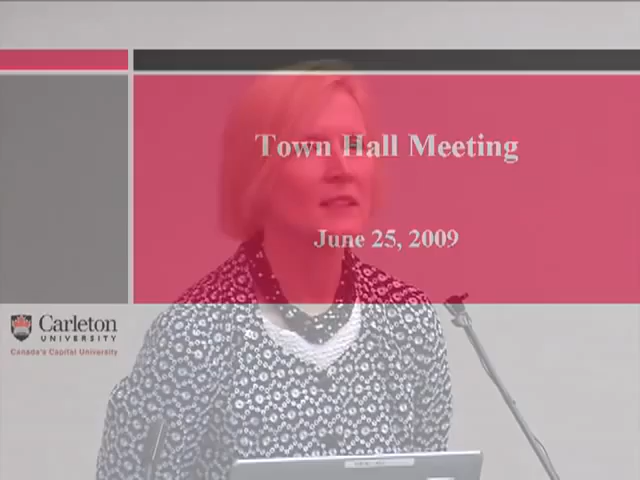 Town Hall Meeting
June 25, 2009
Carleton
UNIVERSITY
Canada's Capital University